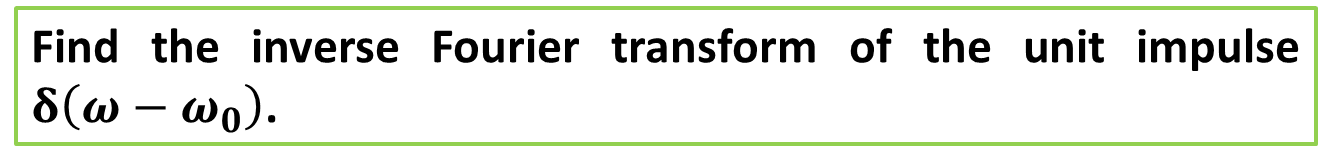 Find the inverse Fourier transform of the unit impulse
δ(ω − ω₀).